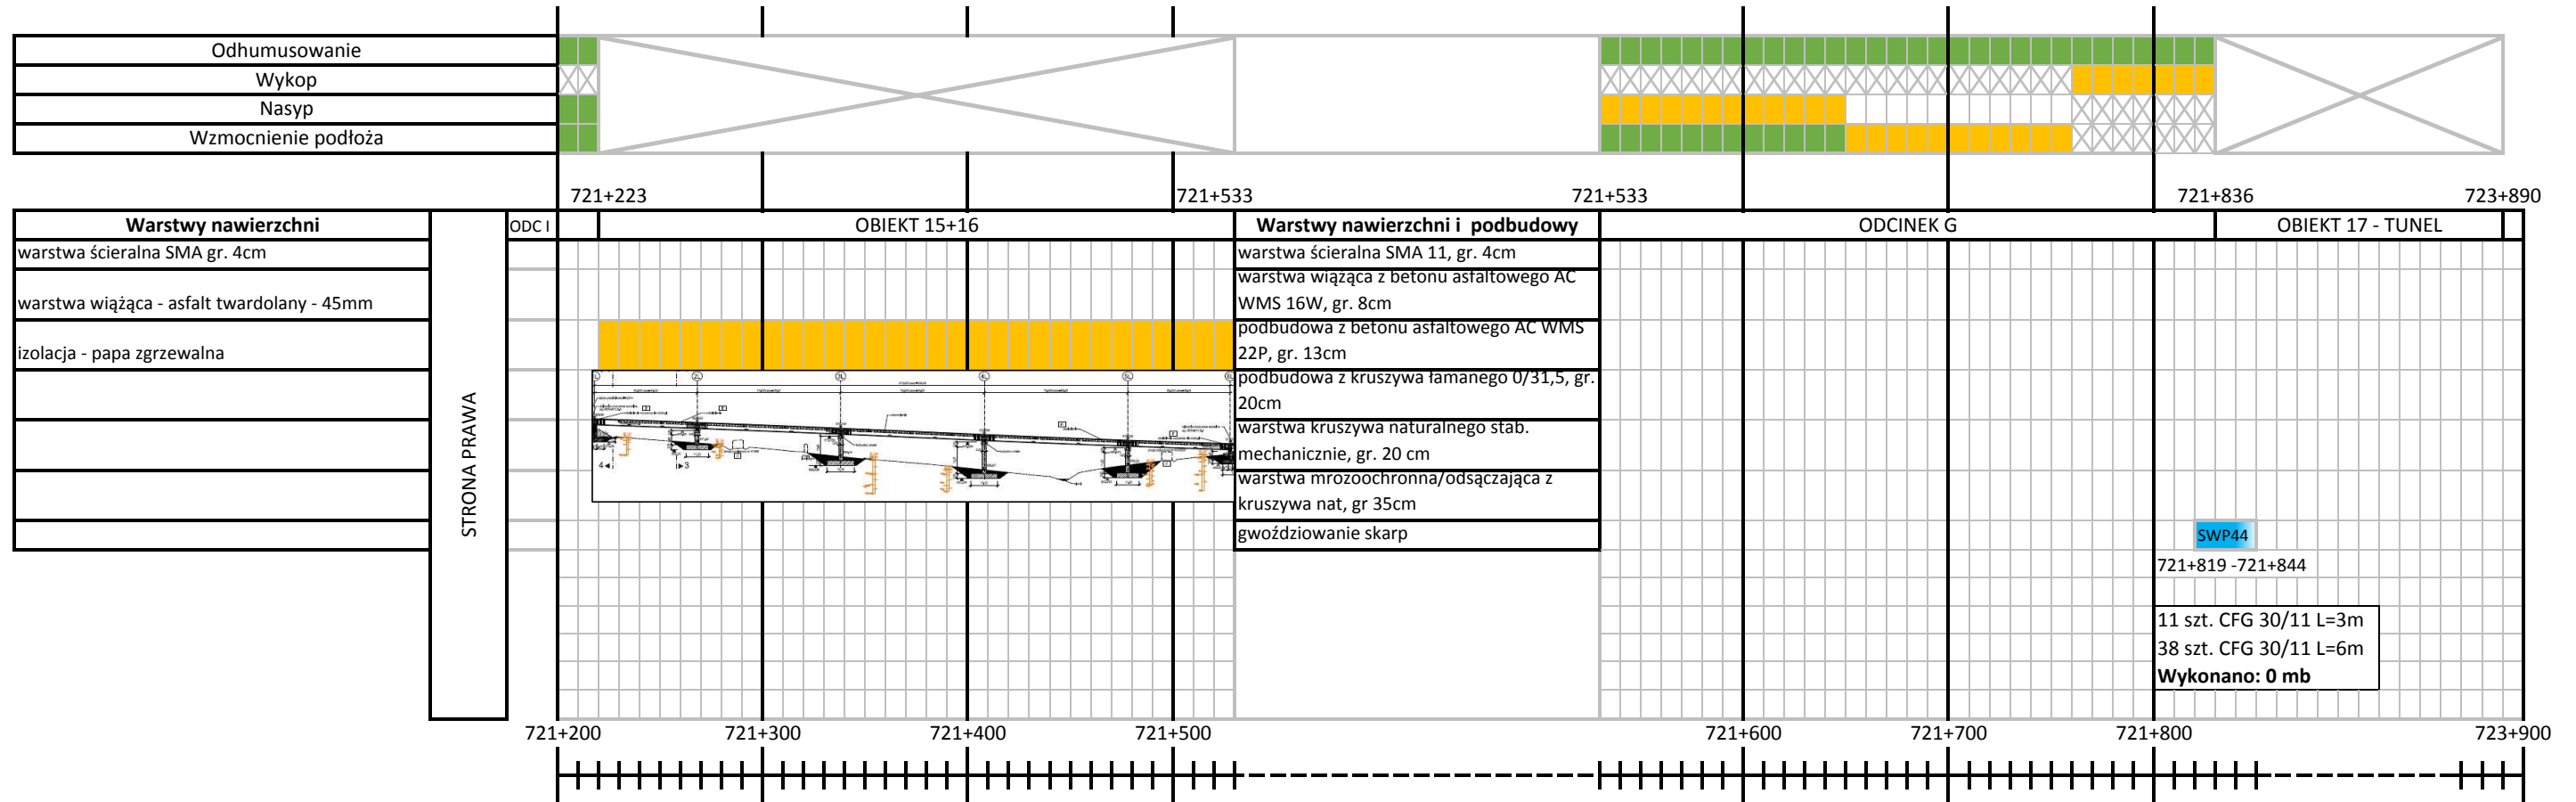 Odhumusowanie
Wykop
Nasyp
Wzmocnienie podłoża
721+223
721+533
721+533
721+836
723+890
Warstwy nawierzchni
ODC I
OBIEKT 15+16
Warstwy nawierzchni i podbudowy
ODCINEK G
OBIEKT 17 - TUNEL
warstwa ścieralna SMA gr. 4cm
warstwa wiążąca - asfalt twardolany - 45mm
izolacja - papa zgrzewalna
STRONA PRAWA
warstwa ścieralna SMA 11, gr. 4cm
warstwa wiążąca z betonu asfaltowego AC
WMS 16W, gr. 8cm
podbudowa z betonu asfaltowego AC WMS
22P, gr. 13cm
podbudowa z kruszywa łamanego 0/31,5, gr.
20cm
warstwa kruszywa naturalnego stab.
mechanicznie, gr. 20 cm
warstwa mrozoochronna/odsączająca z
kruszywa nat, gr 35cm
gwoździowanie skarp
4
3
SWP44
721+819 -721+844
11 szt. CFG 30/11 L=3m
38 szt. CFG 30/11 L=6m
Wykonano: 0 mb
721+200
721+300
721+400
721+500
721+600
721+700
721+800
723+900